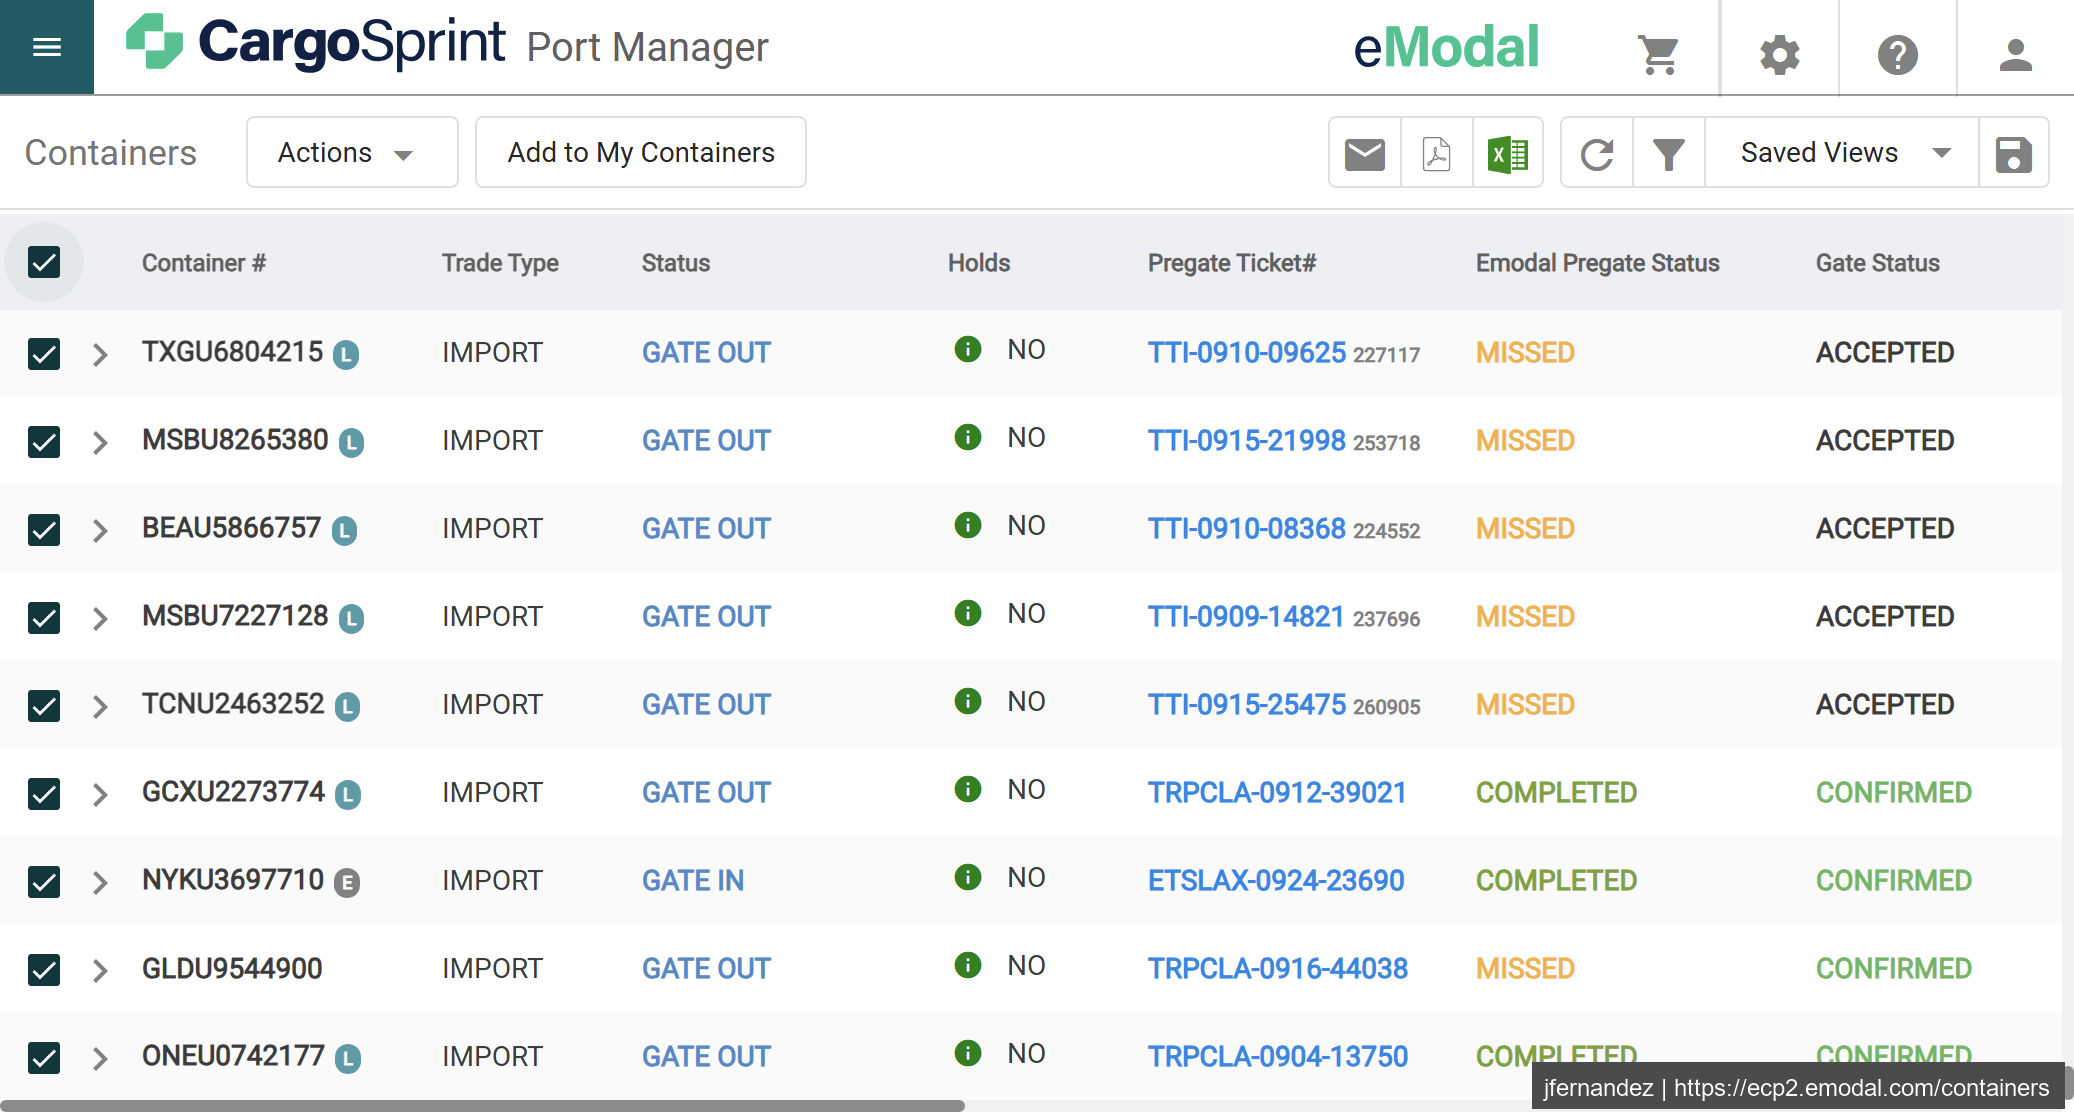 CargoSprint Port Manager eModal
Containers Actions Add to My Containers Saved Views
Container # Trade Type Status Holds Pregate Ticket# Emodal Pregate Status Gate Status
TXGU6804215 L IMPORT GATE OUT NO TTI-0910-09625 227117 MISSED ACCEPTED
MSBU8265380 L IMPORT GATE OUT NO TTI-0915-21998 253718 MISSED ACCEPTED
BEAU5866757 L IMPORT GATE OUT NO TTI-0910-08368 224552 MISSED ACCEPTED
MSBU7227128 L IMPORT GATE OUT NO TTI-0909-14821 237696 MISSED ACCEPTED
TCNU2463252 L IMPORT GATE OUT NO TTI-0915-25475 260905 MISSED ACCEPTED
GCXU2273774 L IMPORT GATE OUT NO TRPCLA-0912-39021 COMPLETED CONFIRMED
NYKU3697710 E IMPORT GATE IN NO ETSLAX-0924-23690 COMPLETED CONFIRMED
GLDU9544900 IMPORT GATE OUT NO TRPCLA-0916-44038 MISSED CONFIRMED
ONEU0742177 L IMPORT GATE OUT NO TRPCLA-0904-13750 COMPLETED CONFIRMED
jfernandez | https://ecp2.emodal.com/containers